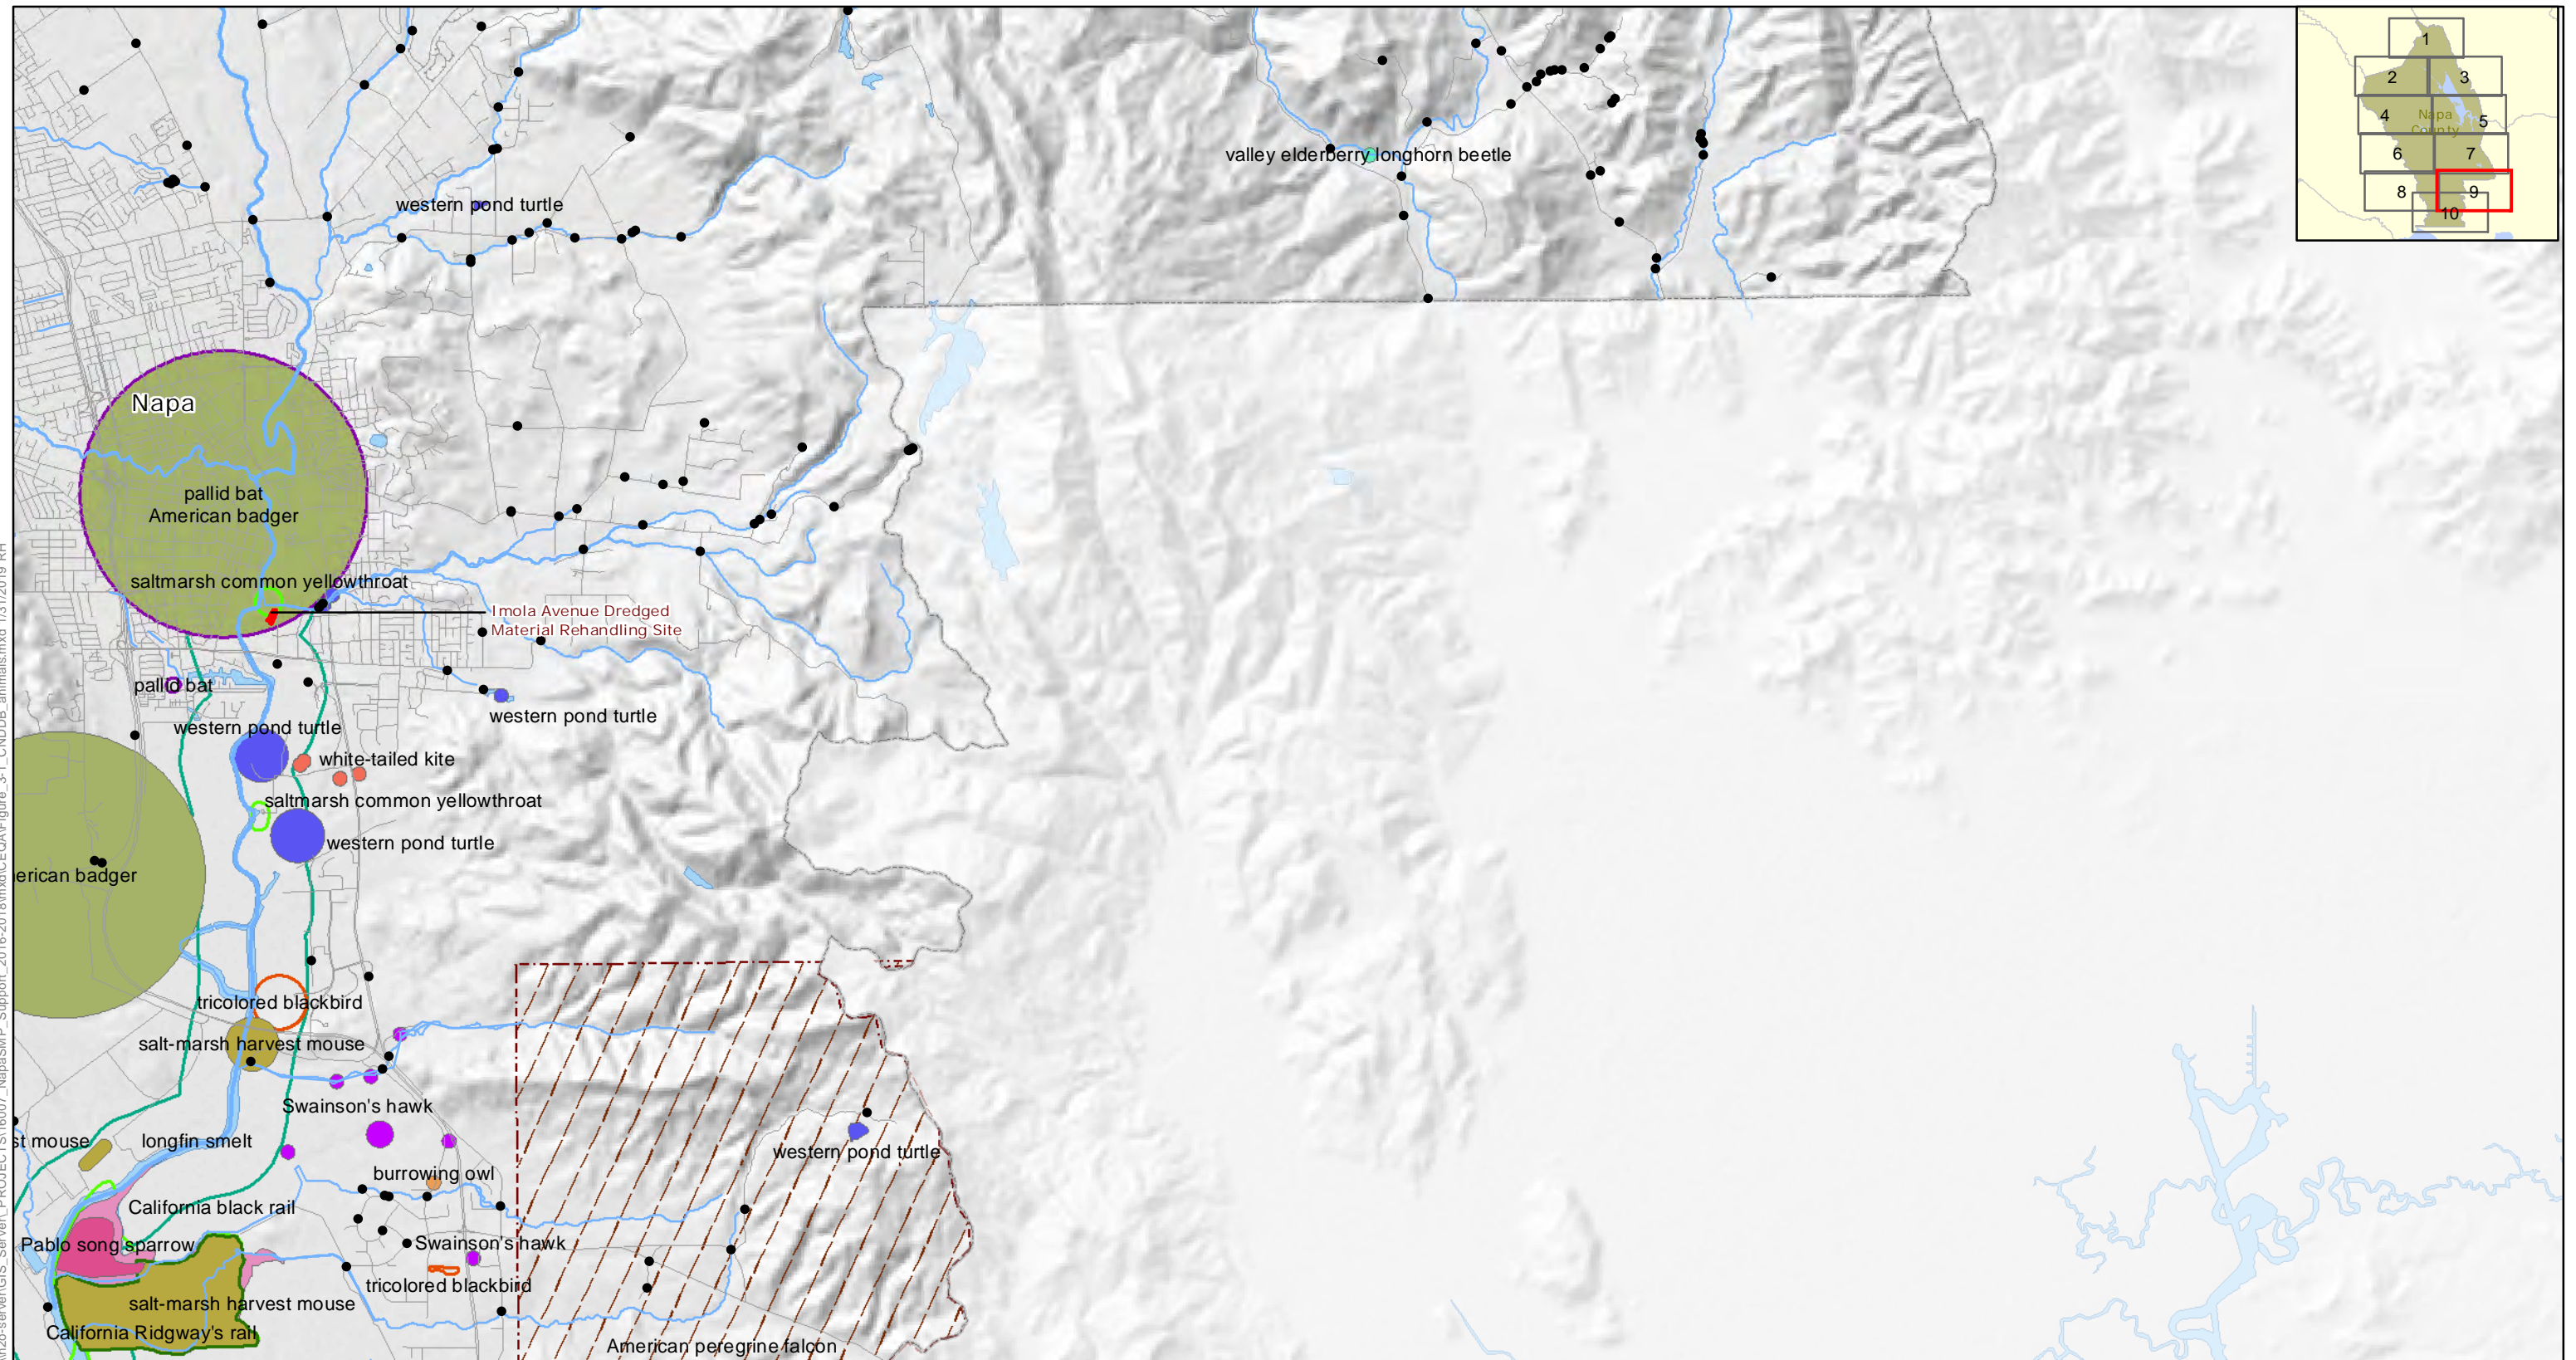 1
2
3
4
Napa
County
5
6
7
8
9
10
valley elderberry longhorn beetle
western pond turtle
Napa
pallid bat
American badger
saltmarsh common yellowthroat
Imola Avenue Dredged
Material Rehandling Site
pallid bat
western pond turtle
western pond turtle
white-tailed kite
saltmarsh common yellowthroat
western pond turtle
erican badger
tricolored blackbird
salt-marsh harvest mouse
Swainson's hawk
st mouse
longfin smelt
western pond turtle
burrowing owl
California black rail
Pablo song sparrow
Swainson's hawk
tricolored blackbird
salt-marsh harvest mouse
California Ridgway's rail
American peregrine falcon